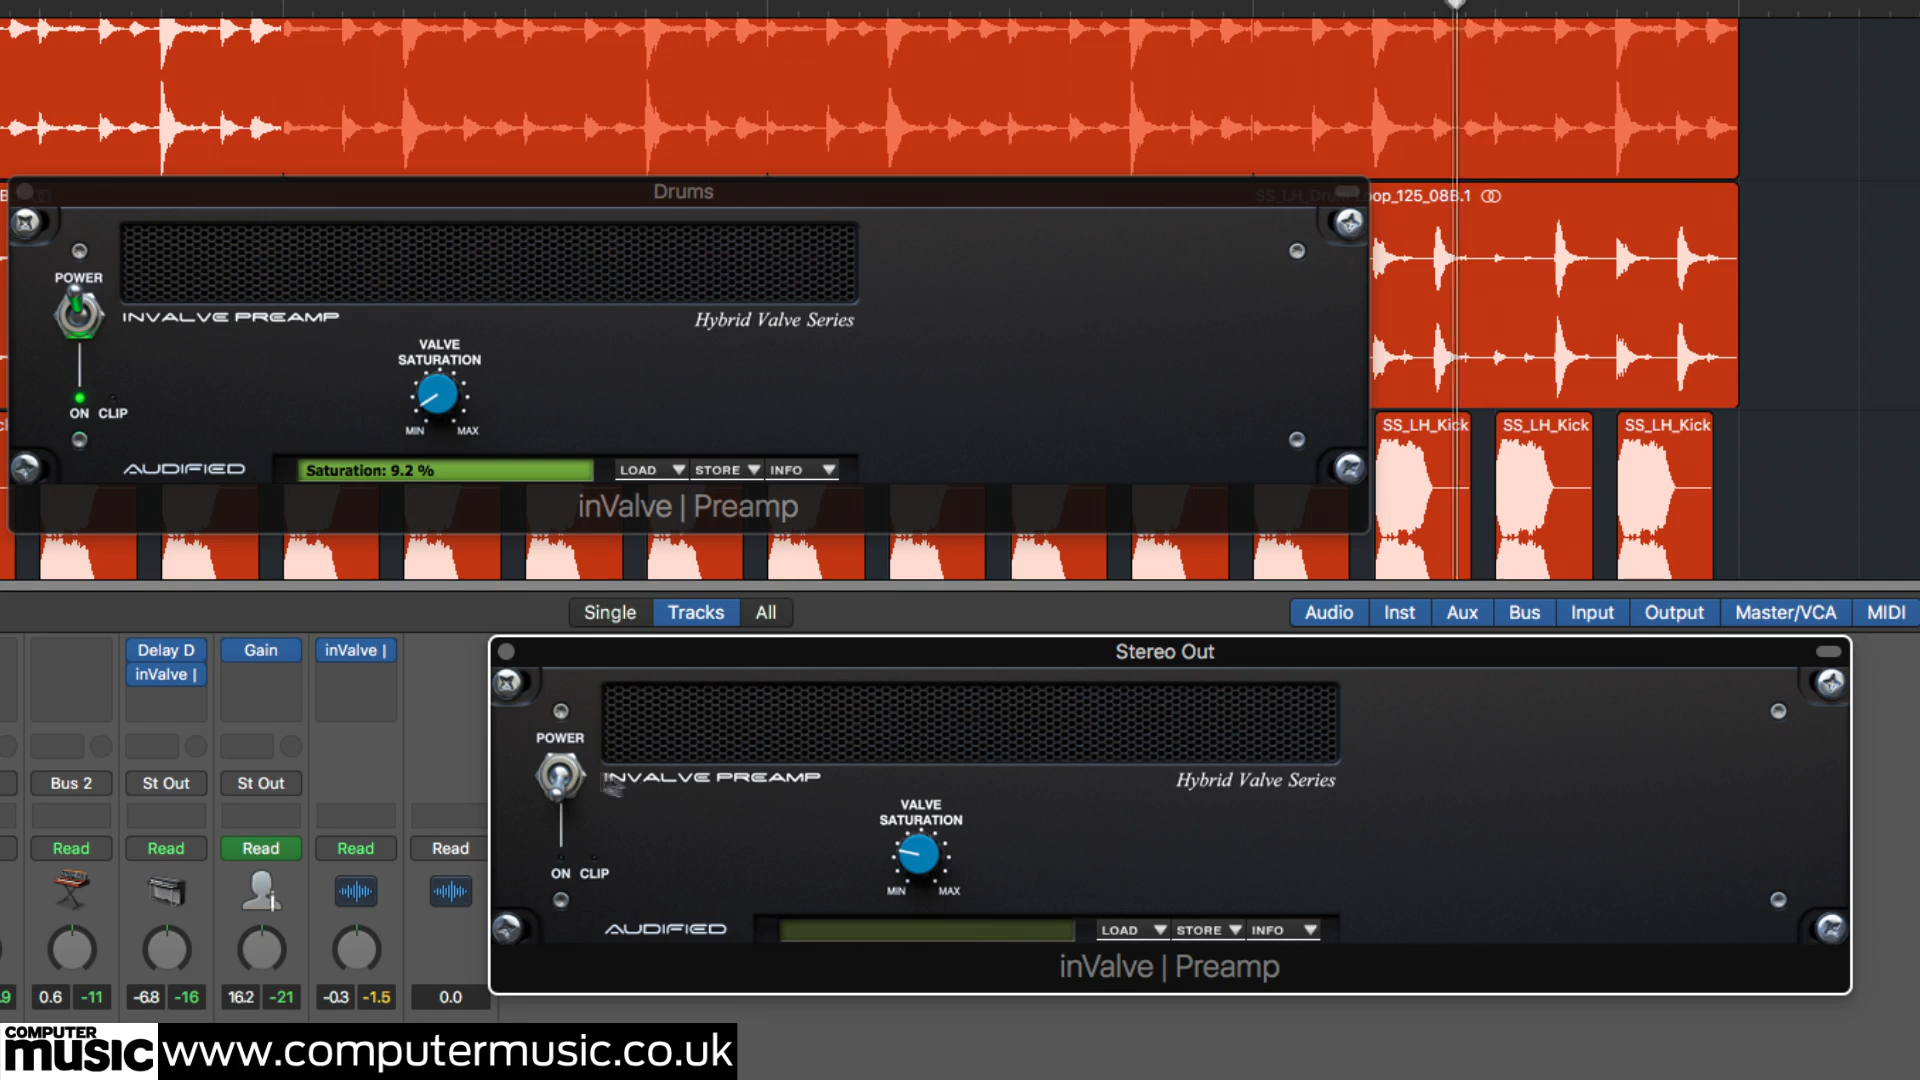 SS_LH_Drum Loop_125_08B.1
Drums
POWER
INVALVE PREAMP
Hybrid Valve Series
VALVE
SATURATION
MIN MAX
ON CLIP
AUDIFIED
Saturation: 9.2 %
LOAD STORE INFO
inValve | Preamp
SS_LH_Kick SS_LH_Kick SS_LH_Kick
Single Tracks All
Audio Inst Aux Bus Input Output Master/VCA MIDI
Delay D Gain inValve |
inValve |
Bus 2 St Out St Out
Read Read Read Read Read
.9 0.6 -11 -6.8 -16 16.2 -21 -0.3 -1.5 0.0
Stereo Out
POWER
INVALVE PREAMP
Hybrid Valve Series
VALVE
SATURATION
MIN MAX
ON CLIP
AUDIFIED
LOAD STORE INFO
inValve | Preamp
COMPUTER
music www.computermusic.co.uk